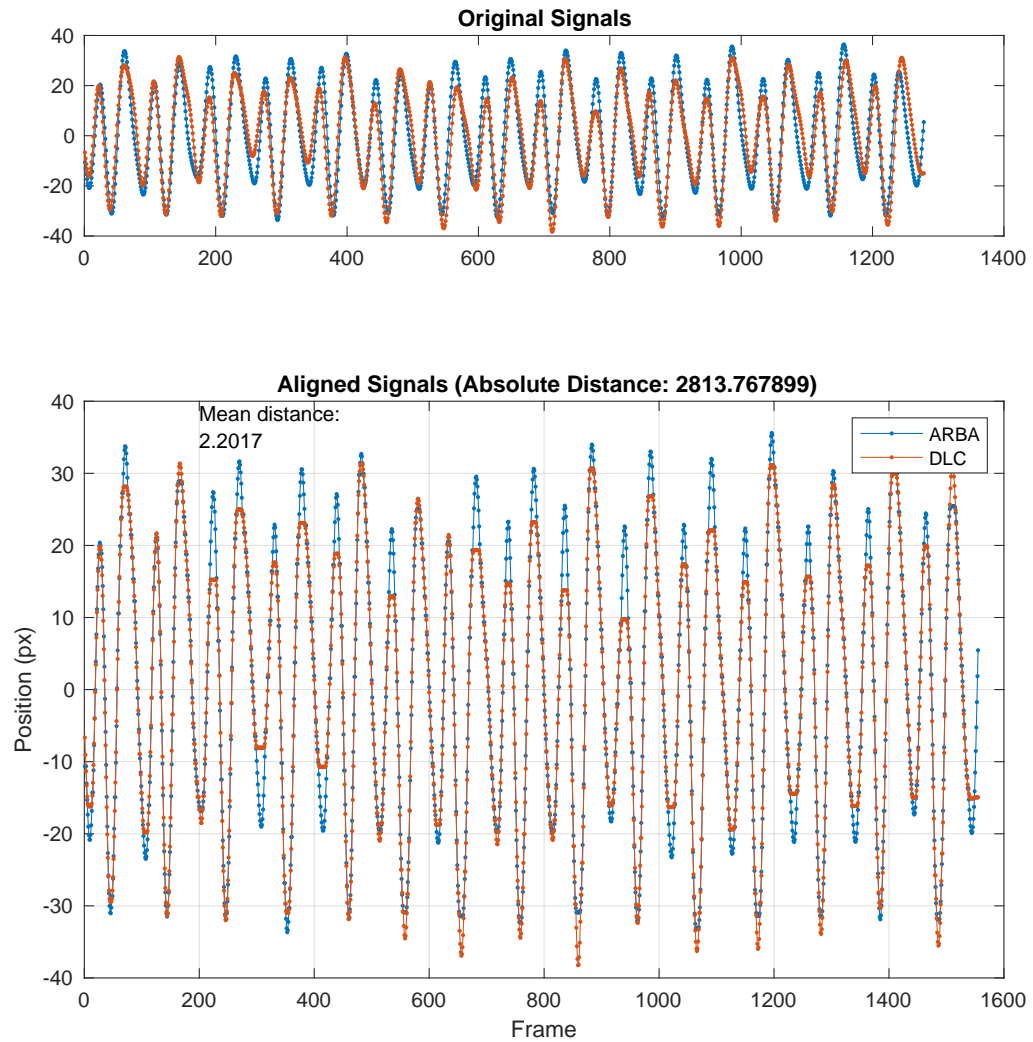 Original Signals
40
20
0
-20
-40
0 200 400 600 800 1000 1200 1400
Aligned Signals (Absolute Distance: 2813.767899)
Mean distance:
2.2017
ARBA
DLC
Position (px)
40
30
20
10
0
-10
-20
-30
-40
0 200 400 600 800 1000 1200 1400 1600
Frame